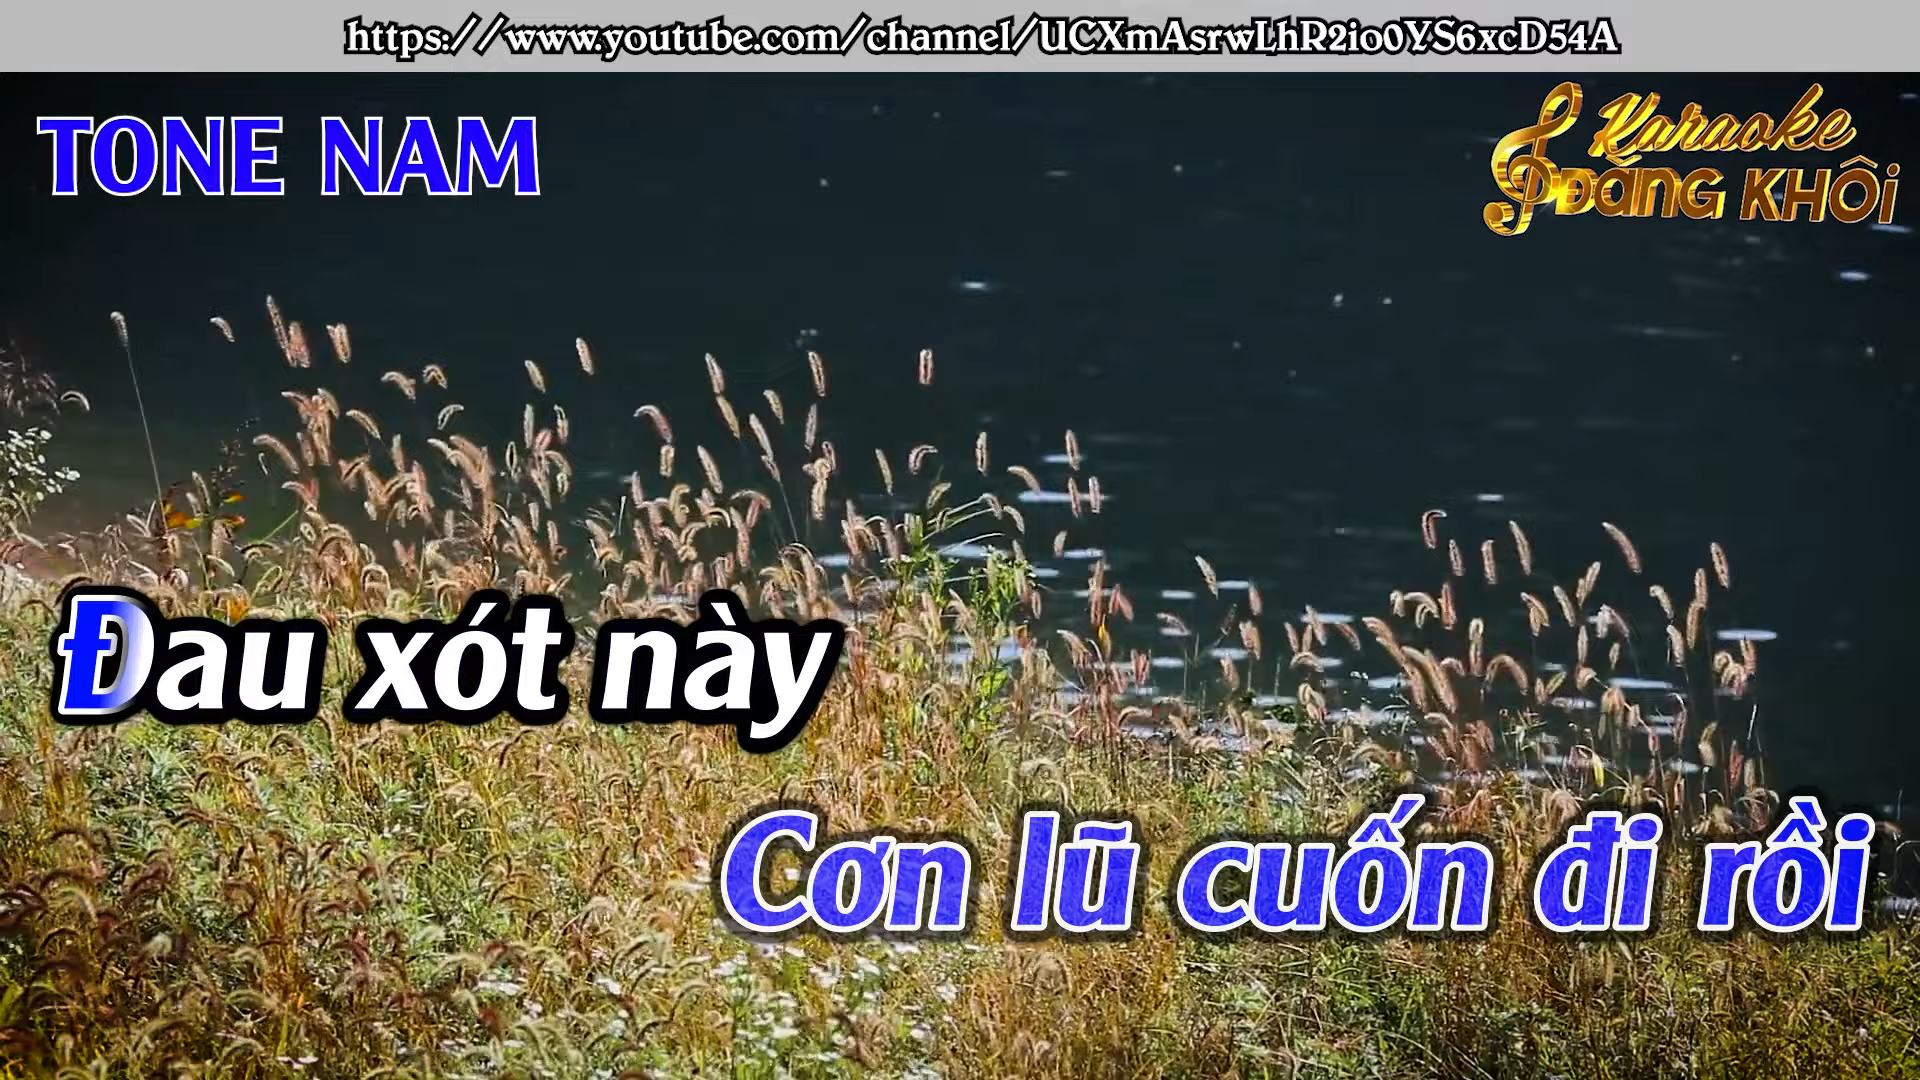 https://www.youtube.com/channel/UCXmAsrwLhR2io0YS6xcD54A
TONE NAM
Karaoke
ĐĂNG KHÔI
Đau xót này
Cơn lũ cuốn đi rồi